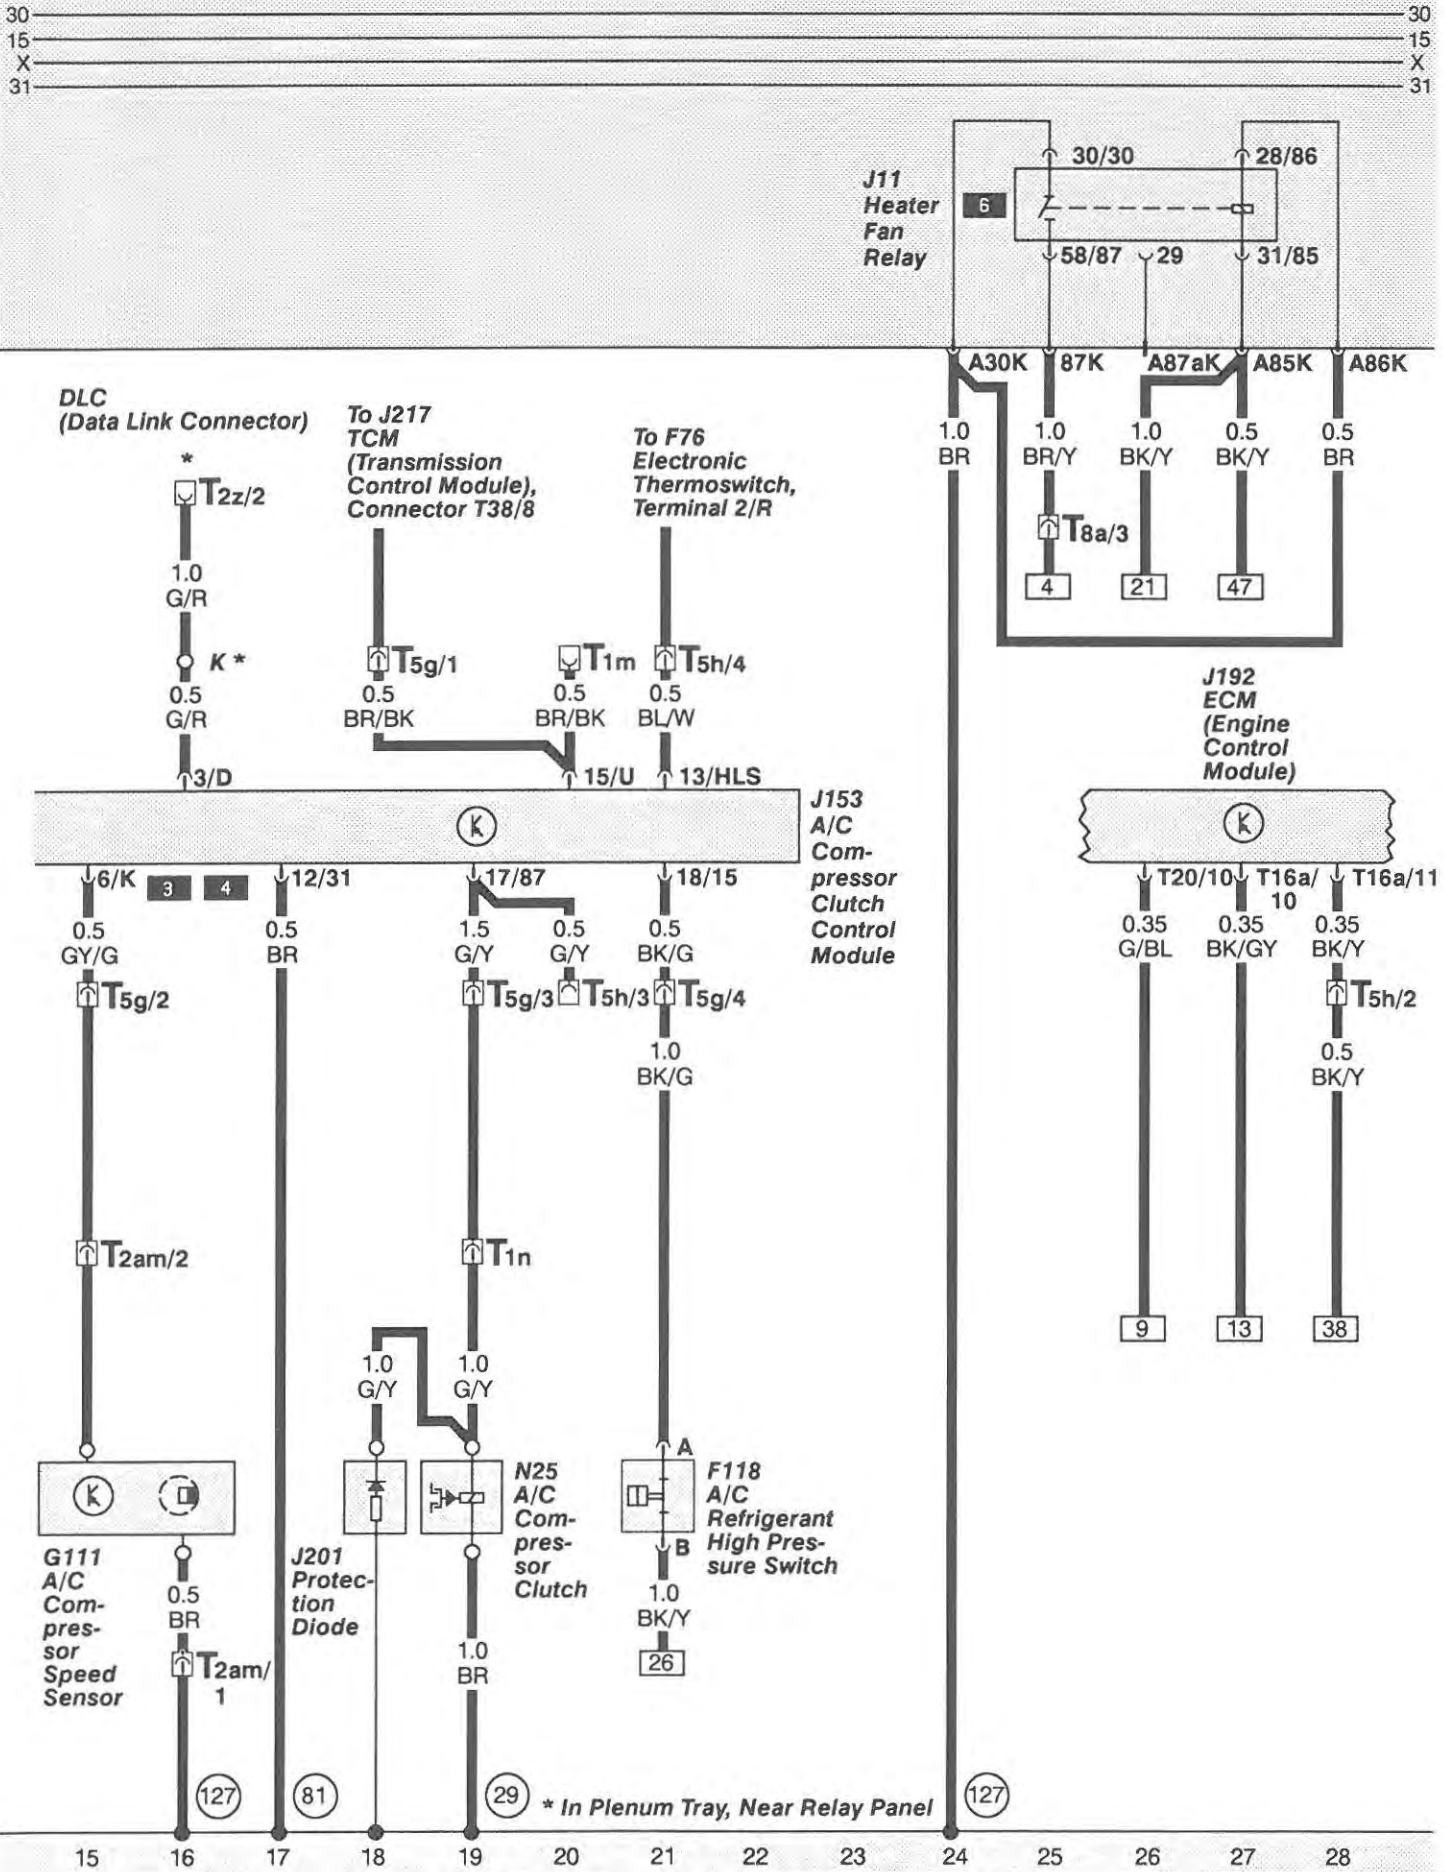 30 30
15 15
X X
31 31
30/30 28/86
J11
Heater
Fan
Relay
6
58/87 29 31/85
A30K 87K A87aK A85K A86K
1.0 1.0 1.0 0.5 0.5
BR BR/Y BK/Y BK/Y BR
T8a/3
4 21 47
DLC
(Data Link Connector)
*
T2z/2
1.0
G/R
K *
0.5
G/R
3/D
To J217
TCM
(Transmission
Control Module),
Connector T38/8
T5g/1
0.5
BR/BK
T1m
0.5
BR/BK
15/U
To F76
Electronic
Thermoswitch,
Terminal 2/R
T5h/4
0.5
BL/W
13/HLS
J153
A/C
Com-
pressor
Clutch
Control
Module
6/K 3 4 12/31 17/87 18/15
0.5 0.5 1.5 0.5 0.5
GY/G BR G/Y G/Y BK/G
T5g/2 T5g/3 T5h/3 T5g/4
1.0
BK/G
T2am/2 T1n
1.0 1.0
G/Y G/Y
J192
ECM
(Engine
Control
Module)
T20/10 T16a/
10
T16a/11
0.35 0.35 0.35
G/BL BK/GY BK/Y
T5h/2
0.5
BK/Y
9 13 38
G111
A/C
Com-
pres-
sor
Speed
Sensor
0.5
BR
T2am/
1
J201
Protec-
tion
Diode
N25
A/C
Com-
pres-
sor
Clutch
1.0
BR
A
F118
A/C
Refrigerant
High Pres-
sure Switch
B
1.0
BK/Y
26
127 81 29 * In Plenum Tray, Near Relay Panel 127
15 16 17 18 19 20 21 22 23 24 25 26 27 28